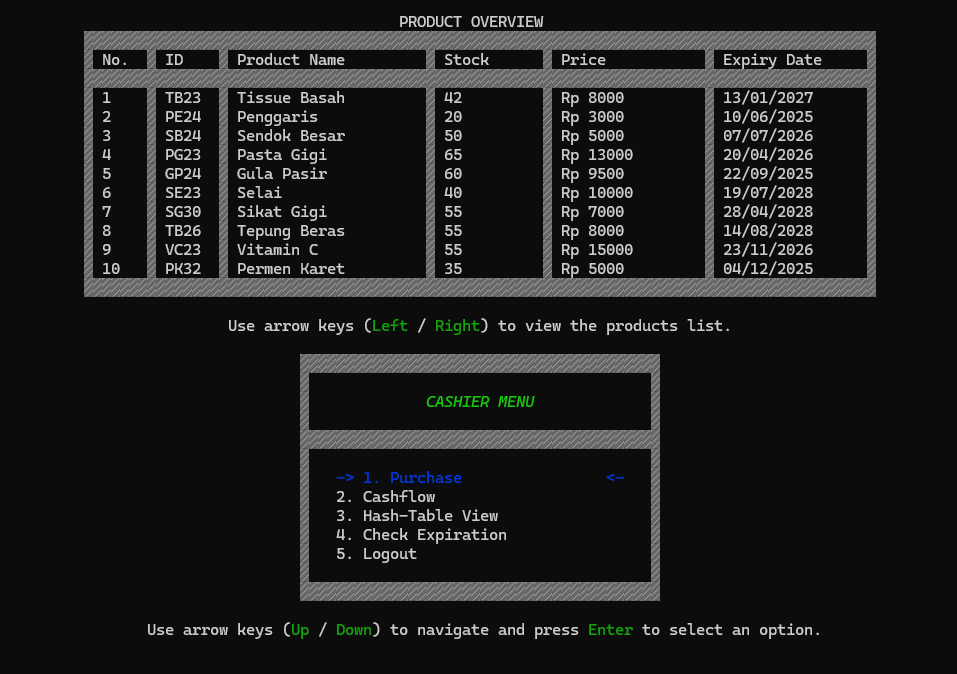 PRODUCT OVERVIEW
No. ID Product Name Stock Price Expiry Date
1 TB23 Tissue Basah 42 Rp 8000 13/01/2027
2 PE24 Penggaris 20 Rp 3000 10/06/2025
3 SB24 Sendok Besar 50 Rp 5000 07/07/2026
4 PG23 Pasta Gigi 65 Rp 13000 20/04/2026
5 GP24 Gula Pasir 60 Rp 9500 22/09/2025
6 SE23 Selai 40 Rp 10000 19/07/2028
7 SG30 Sikat Gigi 55 Rp 7000 28/04/2028
8 TB26 Tepung Beras 55 Rp 8000 14/08/2028
9 VC23 Vitamin C 55 Rp 15000 23/11/2026
10 PK32 Permen Karet 35 Rp 5000 04/12/2025
Use arrow keys (Left / Right) to view the products list.
CASHIER MENU
-> 1. Purchase <-
2. Cashflow
3. Hash-Table View
4. Check Expiration
5. Logout
Use arrow keys (Up / Down) to navigate and press Enter to select an option.